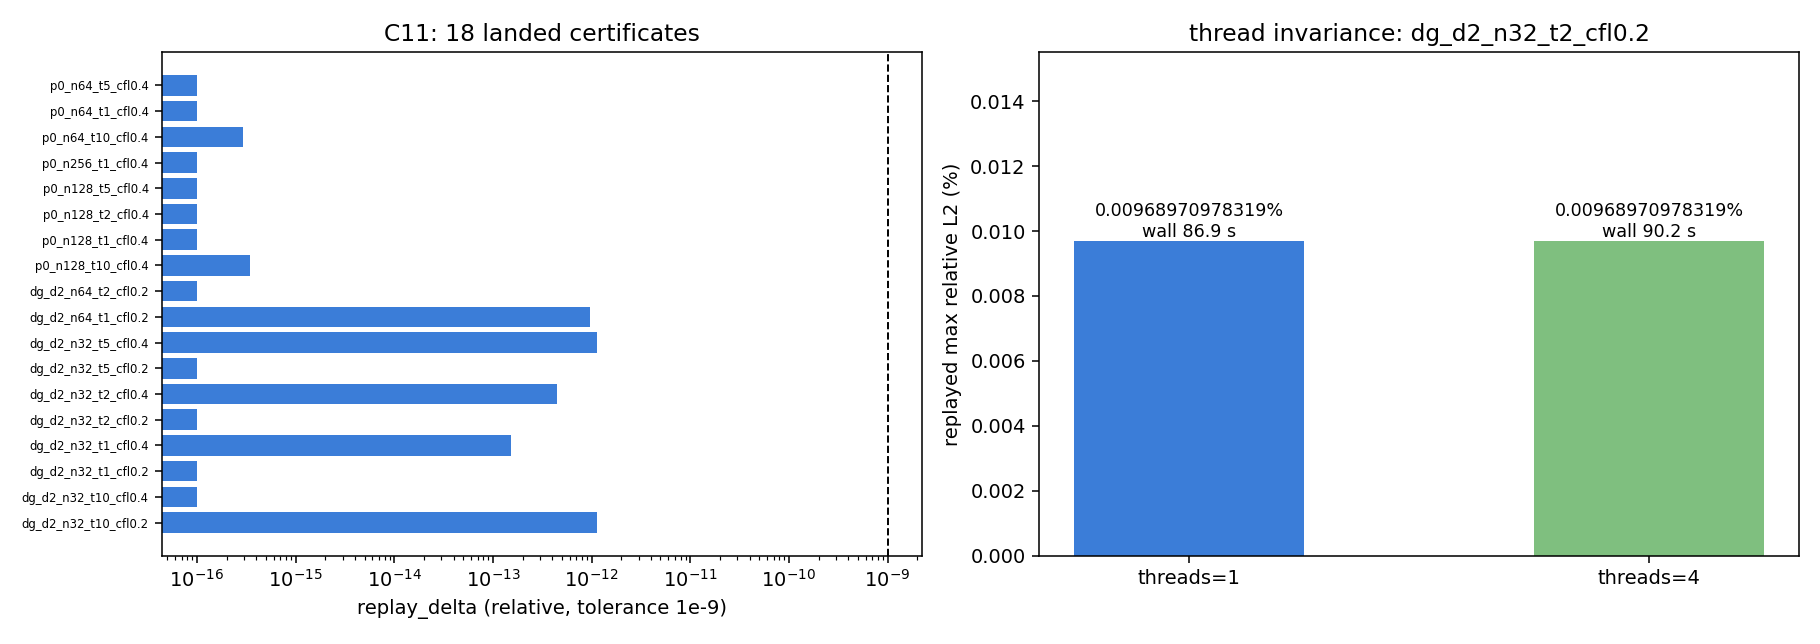 C11: 18 landed certificates
p0_n64_t5_cfl0.4
p0_n64_t1_cfl0.4
p0_n64_t10_cfl0.4
p0_n256_t1_cfl0.4
p0_n128_t5_cfl0.4
p0_n128_t2_cfl0.4
p0_n128_t1_cfl0.4
p0_n128_t10_cfl0.4
dg_d2_n64_t2_cfl0.2
dg_d2_n64_t1_cfl0.2
dg_d2_n32_t5_cfl0.4
dg_d2_n32_t5_cfl0.2
dg_d2_n32_t2_cfl0.4
dg_d2_n32_t2_cfl0.2
dg_d2_n32_t1_cfl0.4
dg_d2_n32_t1_cfl0.2
dg_d2_n32_t10_cfl0.4
dg_d2_n32_t10_cfl0.2
10⁻¹⁶ 10⁻¹⁵ 10⁻¹⁴ 10⁻¹³ 10⁻¹² 10⁻¹¹ 10⁻¹⁰ 10⁻⁹
replay_delta (relative, tolerance 1e-9)
thread invariance: dg_d2_n32_t2_cfl0.2
replayed max relative L2 (%)
0.014
0.012
0.010
0.008
0.006
0.004
0.002
0.000
0.00968970978319%
wall 86.9 s
0.00968970978319%
wall 90.2 s
threads=1
threads=4